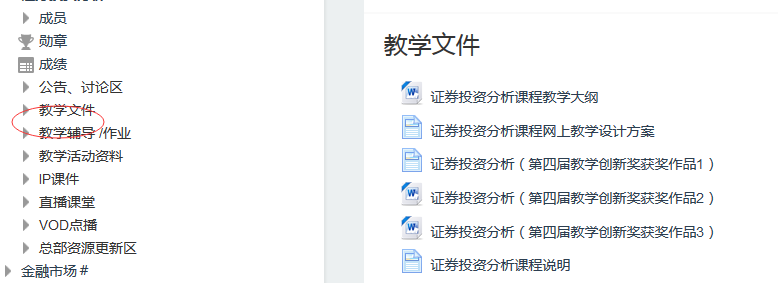 成员
勋章
成绩
公告、讨论区
教学文件
教学辅导 /作业
教学活动资料
IP课件
直播课堂
VOD点播
总部资源更新区
金融市场#
教学文件
证券投资分析课程教学大纲
证券投资分析课程网上教学设计方案
证券投资分析（第四届教学创新奖获奖作品1）
证券投资分析（第四届教学创新奖获奖作品2）
证券投资分析（第四届教学创新奖获奖作品3）
证券投资分析课程说明